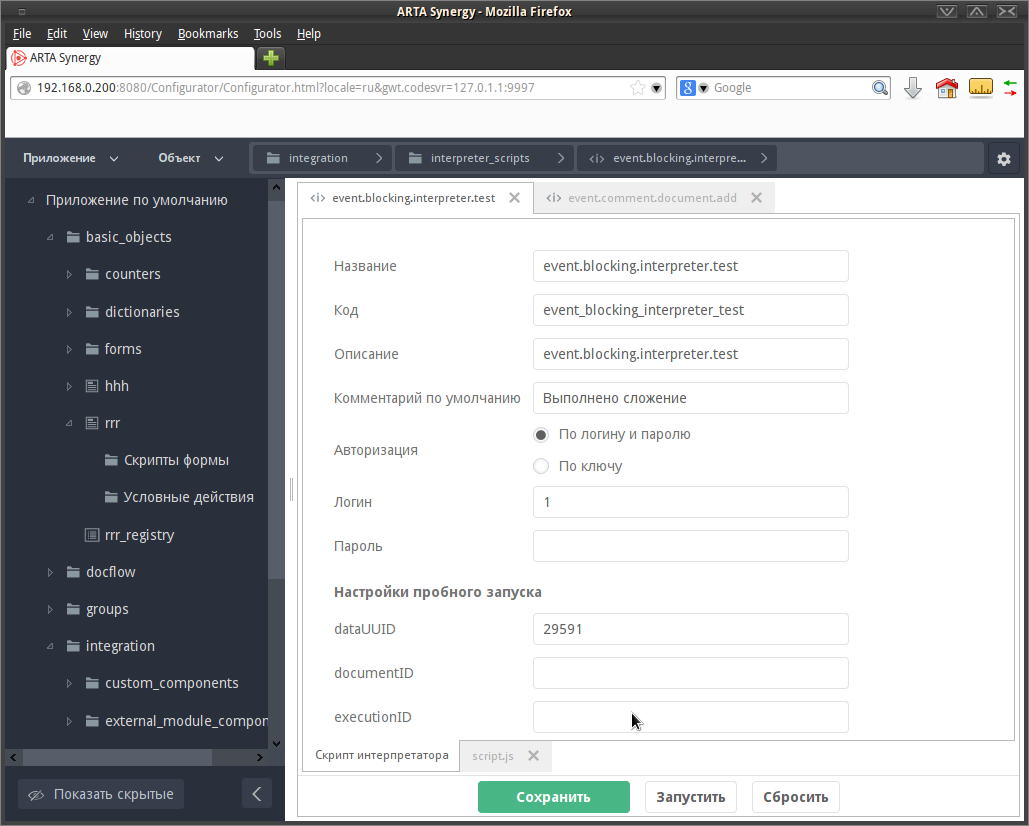 ARTA Synergy - Mozilla Firefox
File Edit View History Bookmarks Tools Help
ARTA Synergy
192.168.0.200:8080/Configurator/Configurator.html?locale=ru&gwt.codesvr=127.0.1.1:9997
8 Google
Приложение Объект integration interpreter_scripts event.blocking.interpre...
Приложение по умолчанию
basic_objects
counters
dictionaries
forms
hhh
rrr
Скрипты формы
Условные действия
rrr_registry
docflow
groups
integration
custom_components
external_module_compon
Показать скрытые
event.blocking.interpreter.test event.comment.document.add
Название event.blocking.interpreter.test
Код event_blocking_interpreter_test
Описание event.blocking.interpreter.test
Комментарий по умолчанию Выполнено сложение
Авторизация По логину и паролю
По ключу
Логин 1
Пароль
Настройки пробного запуска
dataUUID 29591
documentID
executionID
Скрипт интерпретатора script.js
Сохранить Запустить Сбросить